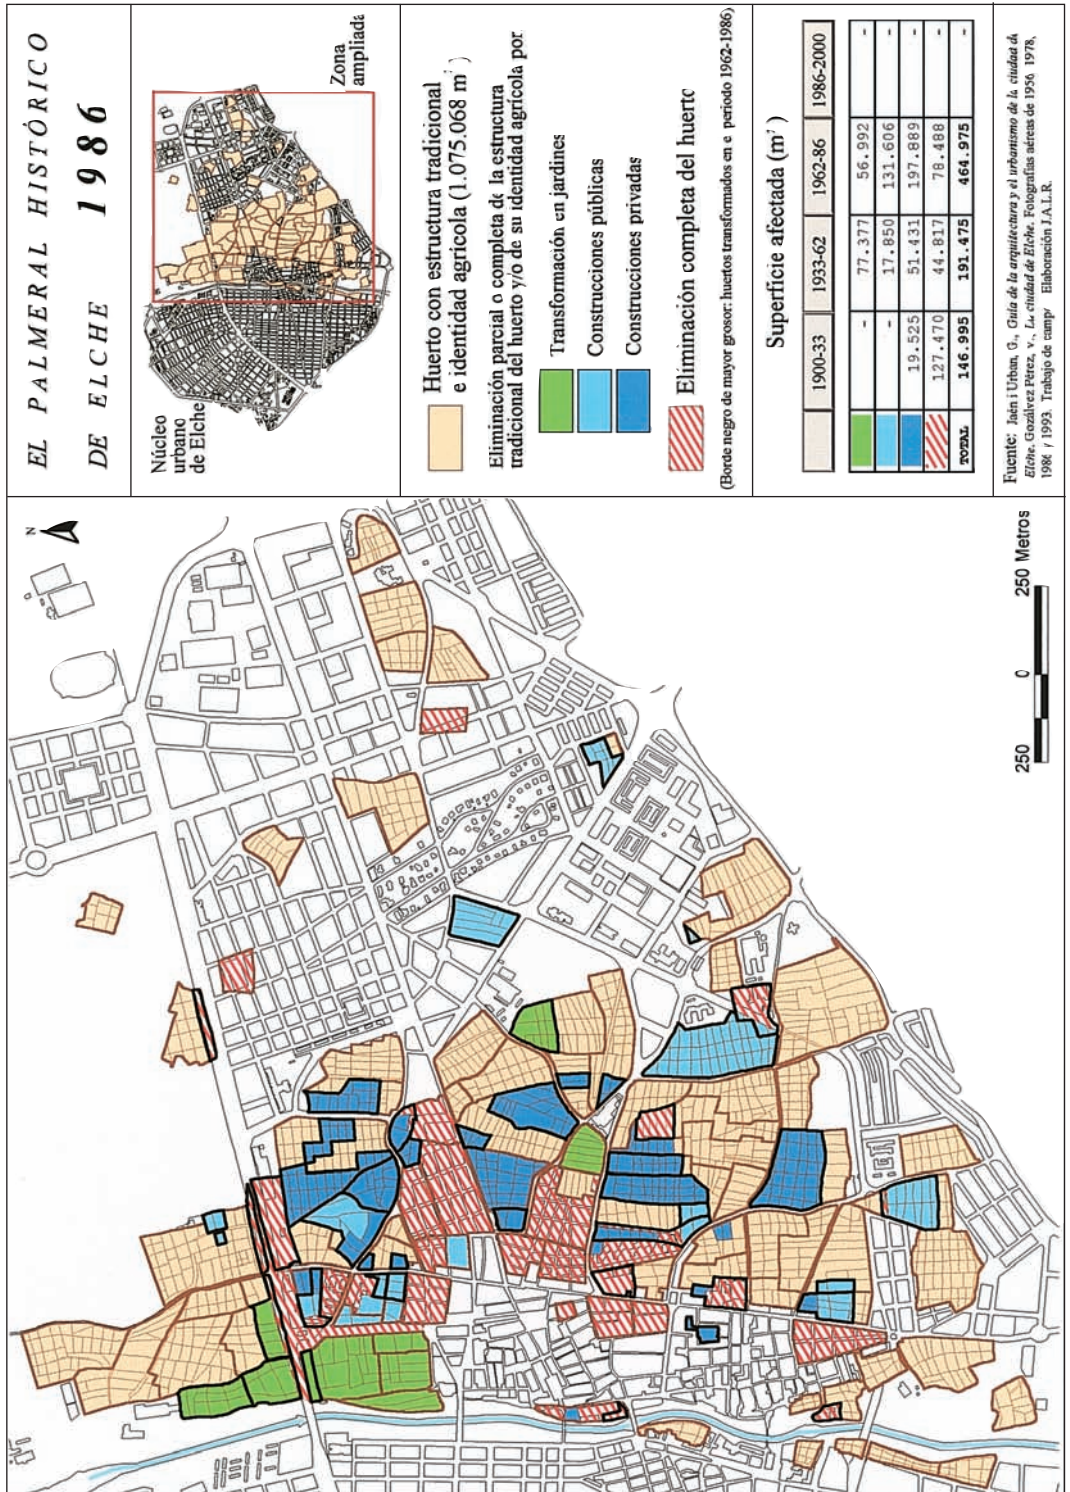 EL PALMERAL HISTÓRICO
DE ELCHE 1986
Núcleo
urbano
de Elche
Zona
ampliada
Huerto con estructura tradicional
e identidad agrícola (1.075.068 m²)
Eliminación parcial o completa de la estructura
tradicional del huerto y/o de su identidad agrícola por
Transformación en jardines
Construcciones públicas
Construcciones privadas
Eliminación completa del huerto
(Borde negro de mayor grosor: huertos transformados en e periodo 1962-1986)
Superficie afectada (m²)
1900-33 1933-62 1962-86 1986-2000
- 77.377 56.992 -
- 17.850 131.606 -
19.525 51.431 197.889 -
127.470 44.817 78.488 -
TOTAL 146.995 191.475 464.975 -
Fuente: Jaén i Urban, G., Guía de la arquitectura y el urbanismo de la ciudad de
Elche. Gozálvez Pérez, V., La ciudad de Elche. Fotografías aéreas de 1956 1978,
1986 y 1993. Trabajo de camp Elaboración J.A.L.R.
N
250 0 250 Metros